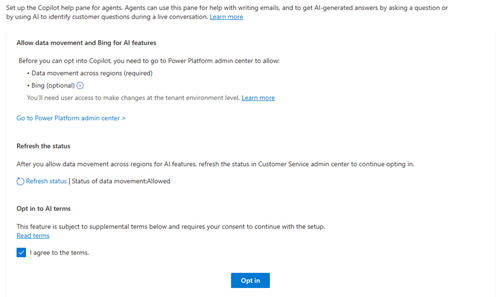 Set up the Copilot help pane for agents. Agents can use this pane for help with writing emails, and to get AI-generated answers by asking a question or
by using AI to identify customer questions during a live conversation. Learn more
Allow data movement and Bing for AI features
Before you can opt into Copilot, you need to go to Power Platform admin center to allow:
• Data movement across regions (required)
• Bing (optional)
You'll need user access to make changes at the tenant environment level. Learn more
Go to Power Platform admin center >
Refresh the status
After you allow data movement across regions for AI features, refresh the status in Customer Service admin center to continue opting in.
Refresh status | Status of data movement:Allowed
Opt in to AI terms
This feature is subject to supplemental terms below and requires your consent to continue with the setup.
Read terms
I agree to the terms.
Opt in